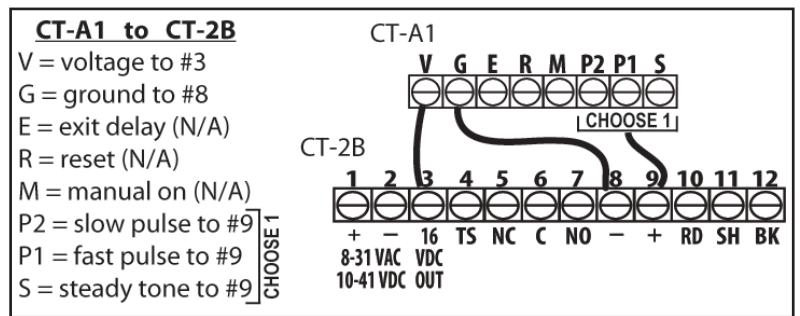 CT-A1 to CT-2B
V = voltage to #3
G = ground to #8
E = exit delay (N/A)
R = reset (N/A)
M = manual on (N/A)
P2 = slow pulse to #9
P1 = fast pulse to #9
S = steady tone to #9
CHOOSE 1
CT-A1
V G E R M P2 P1 S
CHOOSE 1
CT-2B
1 2 3 4 5 6 7 8 9 10 11 12
+ − 16 TS NC C NO − + RD SH BK
8-31 VAC VDC
10-41 VDC OUT